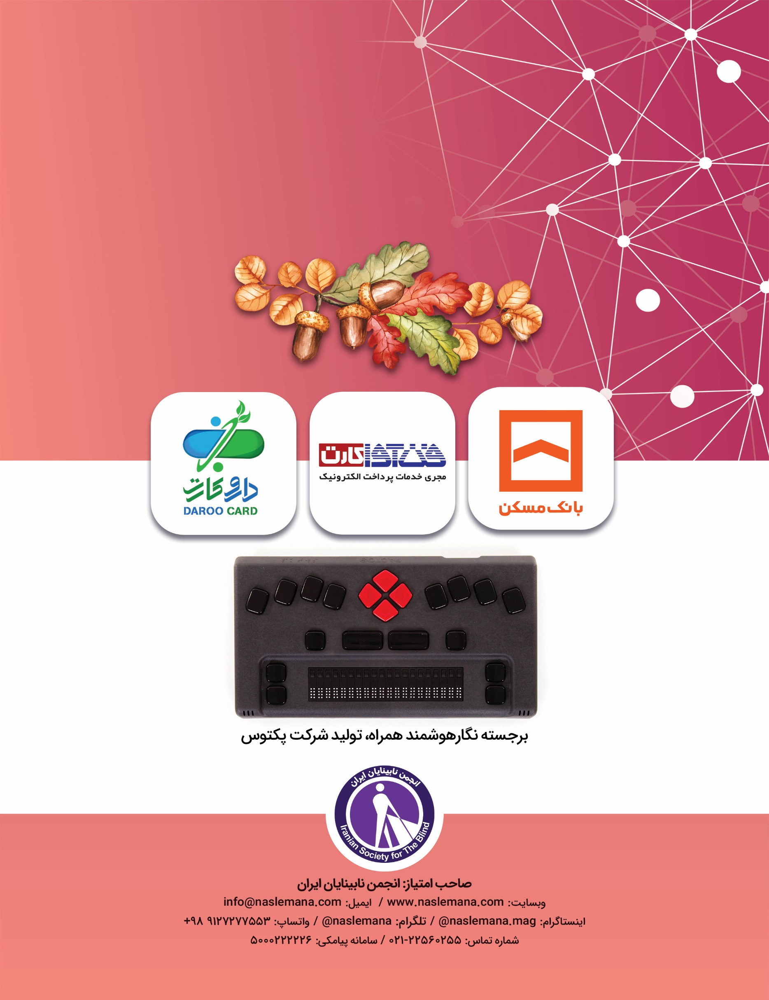 بانک مسکن
فن آوا کارت
مجری خدمات پرداخت الکترونیک
دارو کارت
DAROO CARD
PACTOS
برجسته نگارهوشمند همراه، تولید شرکت پکتوس
انجمن نابینایان ایران
Iranian Society for The Blind
صاحب امتیاز: انجمن نابینایان ایران
وبسایت: www.naslemana.com / ایمیل: info@naslemana.com
اینستاگرام: @naslemana.mag / تلگرام: @naslemana / واتساپ: +۹۸ ۹۱۲۷۲۷۷۵۵۳
شماره تماس: ۰۲۱-۲۲۵۶۰۲۵۵ / سامانه پیامکی: ۵۰۰۰۲۲۲۲۲۶